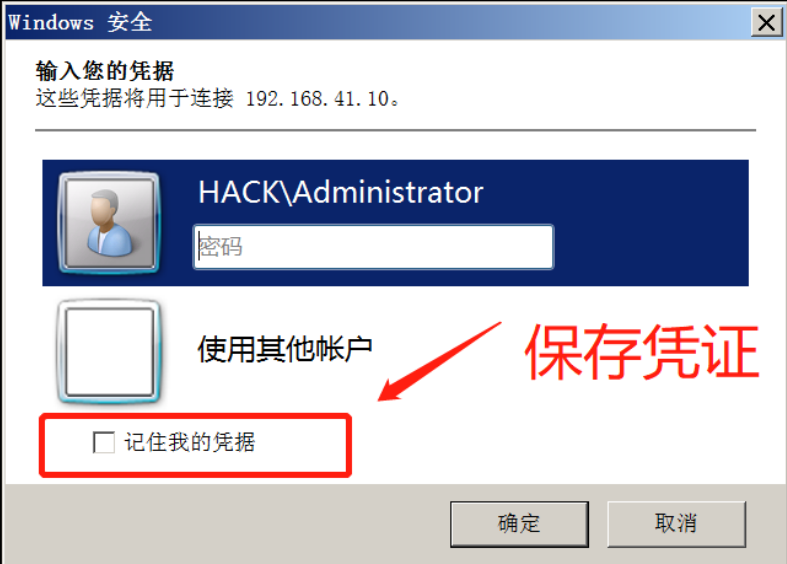 Windows 安全
输入您的凭据
这些凭据将用于连接 192.168.41.10。
HACK\Administrator
密码
使用其他帐户
保存凭证
记住我的凭据
确定
取消